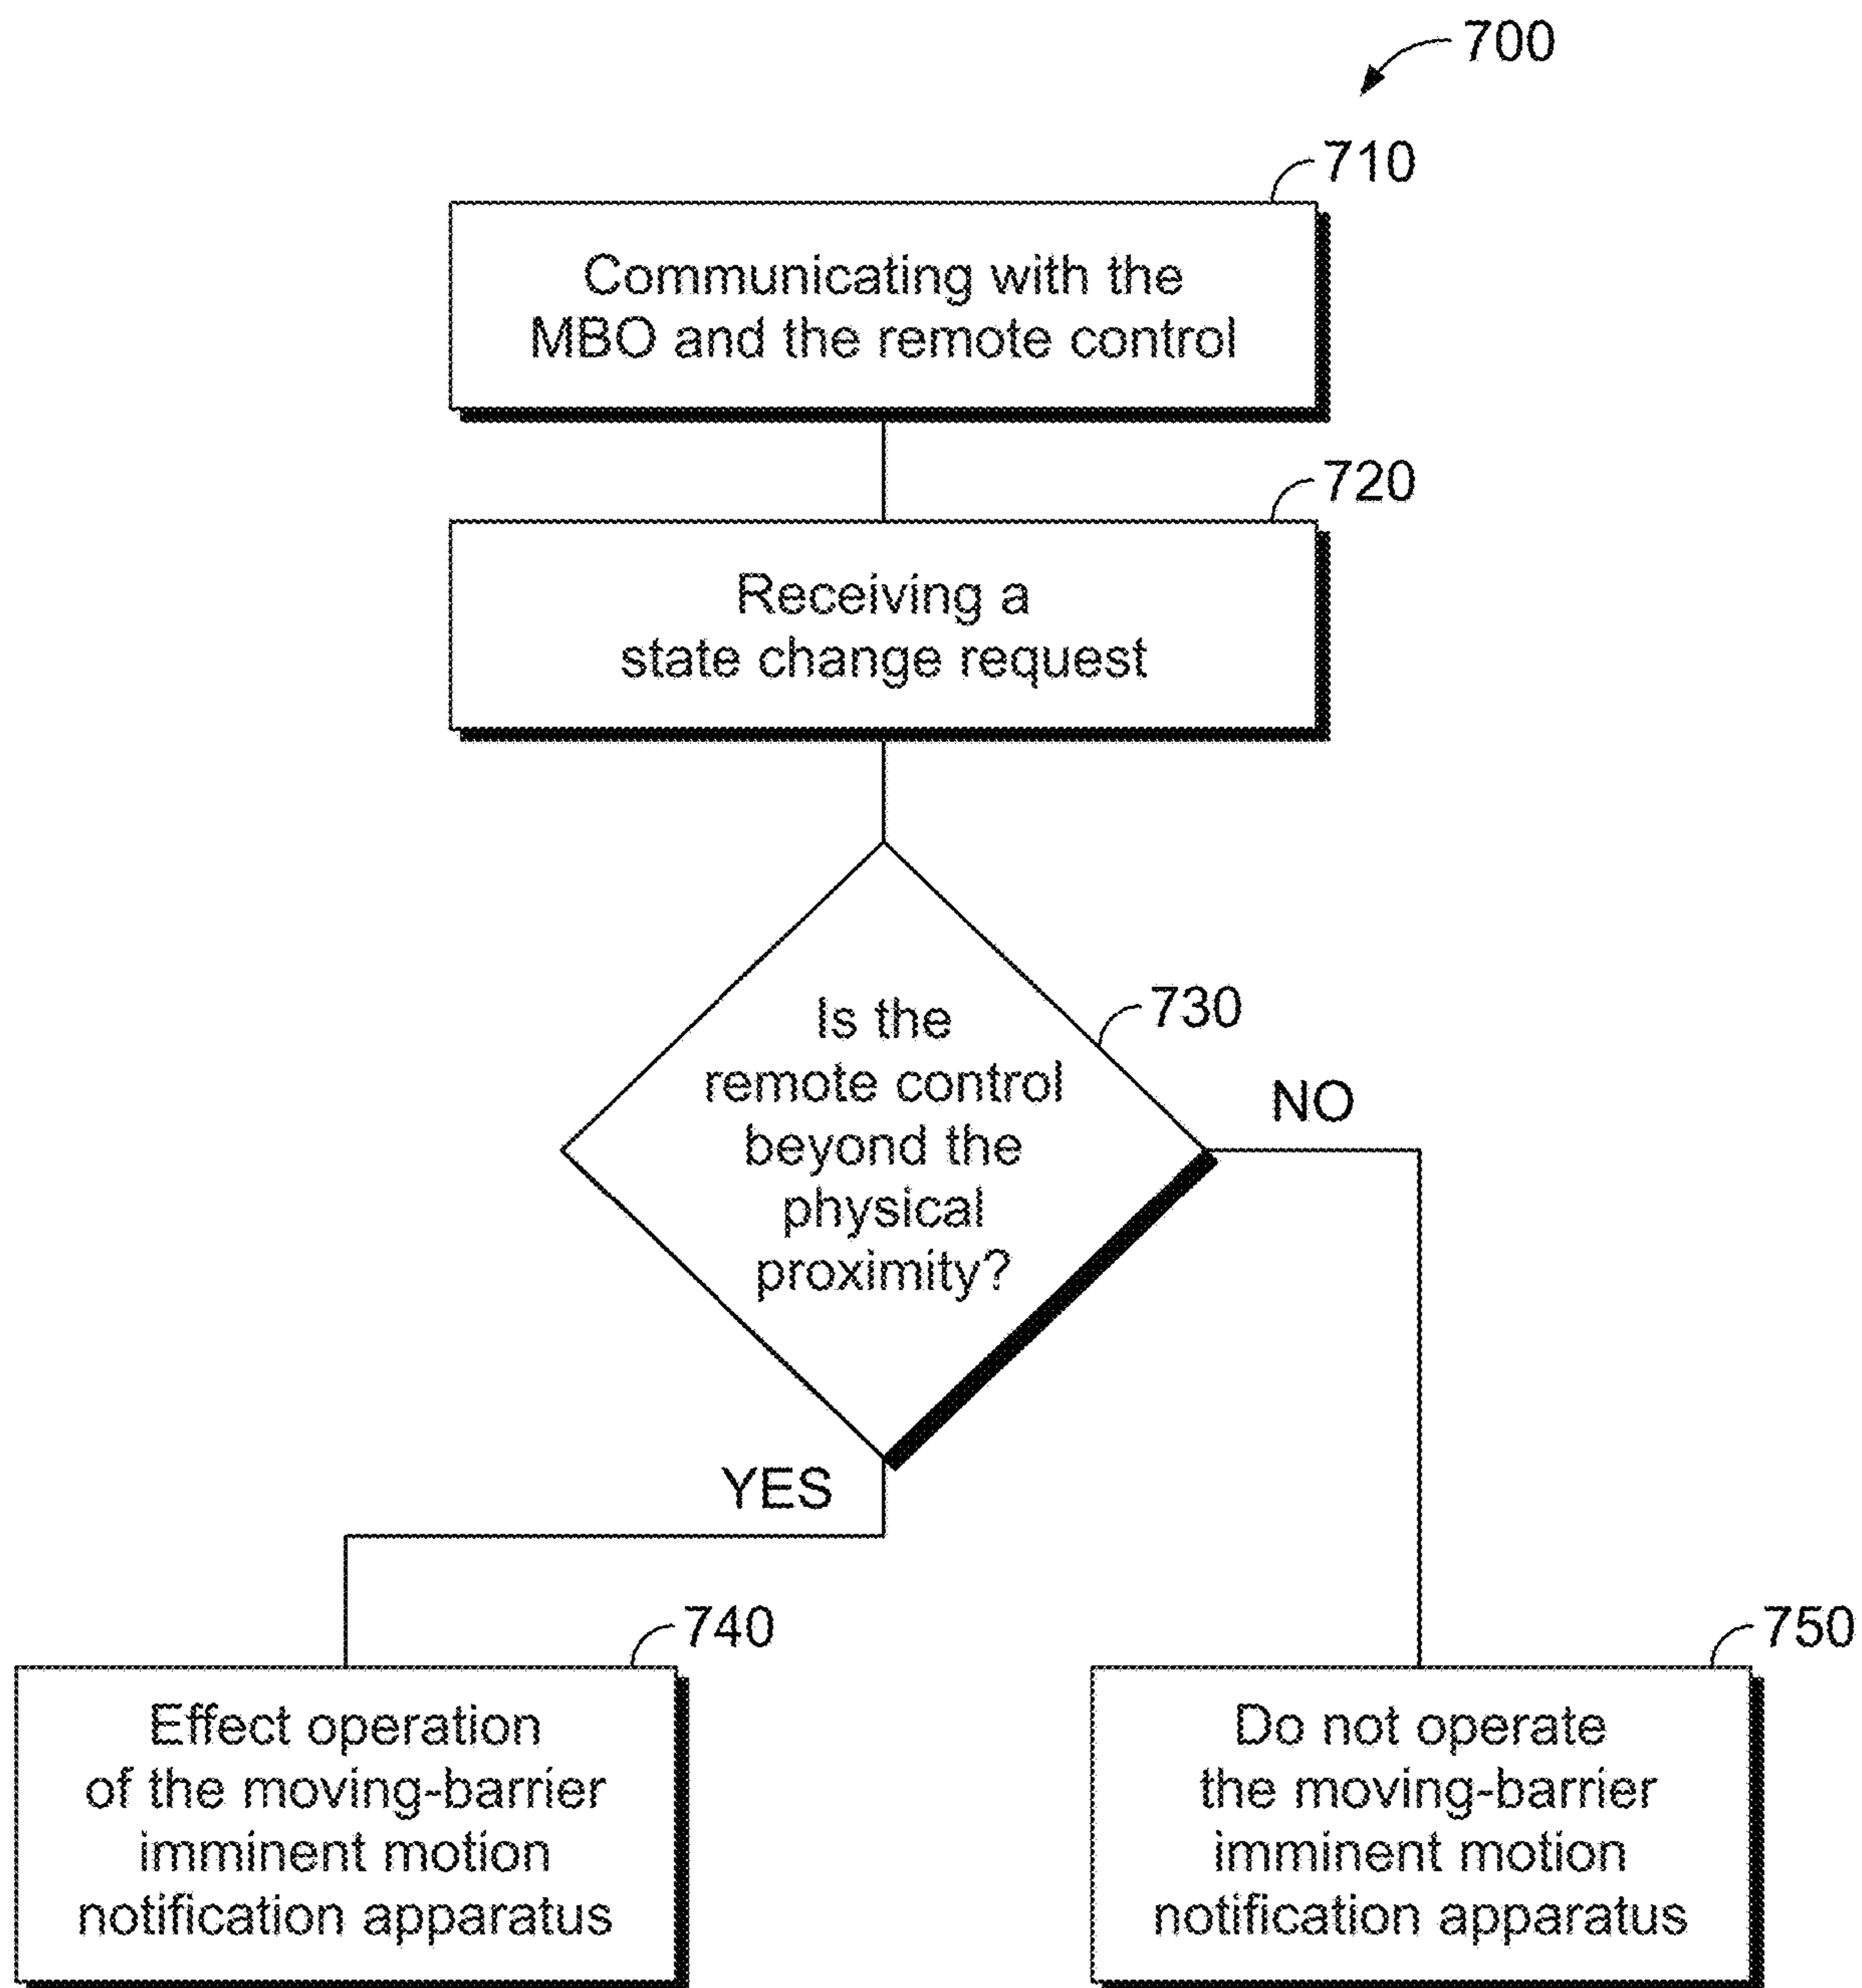 700
710
Communicating with the
MBO and the remote control
720
Receiving a
state change request
730
Is the
remote control
beyond the
physical
proximity?
NO
YES
740
Effect operation
of the moving-barrier
imminent motion
notification apparatus
750
Do not operate
the moving-barrier
imminent motion
notification apparatus